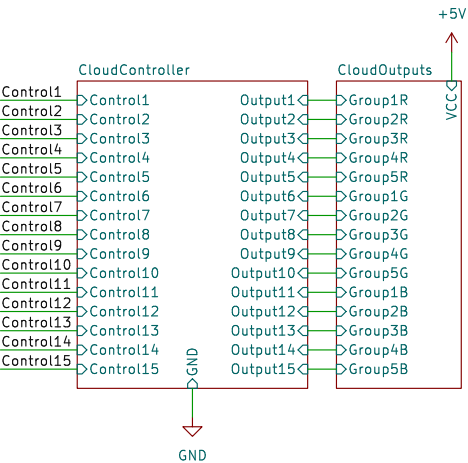 +5V
CloudController
CloudOutputs
VCC
Control1
Control1
Output1
Group1R
Control2
Control2
Output2
Group2R
Control3
Control3
Output3
Group3R
Control4
Control4
Output4
Group4R
Control5
Control5
Output5
Group5R
Control6
Control6
Output6
Group1G
Control7
Control7
Output7
Group2G
Control8
Control8
Output8
Group3G
Control9
Control9
Output9
Group4G
Control10
Control10
Output10
Group5G
Control11
Control11
Output11
Group1B
Control12
Control12
Output12
Group2B
Control13
Control13
Output13
Group3B
Control14
Control14
Output14
Group4B
Control15
Control15
Output15
Group5B
GND
GND